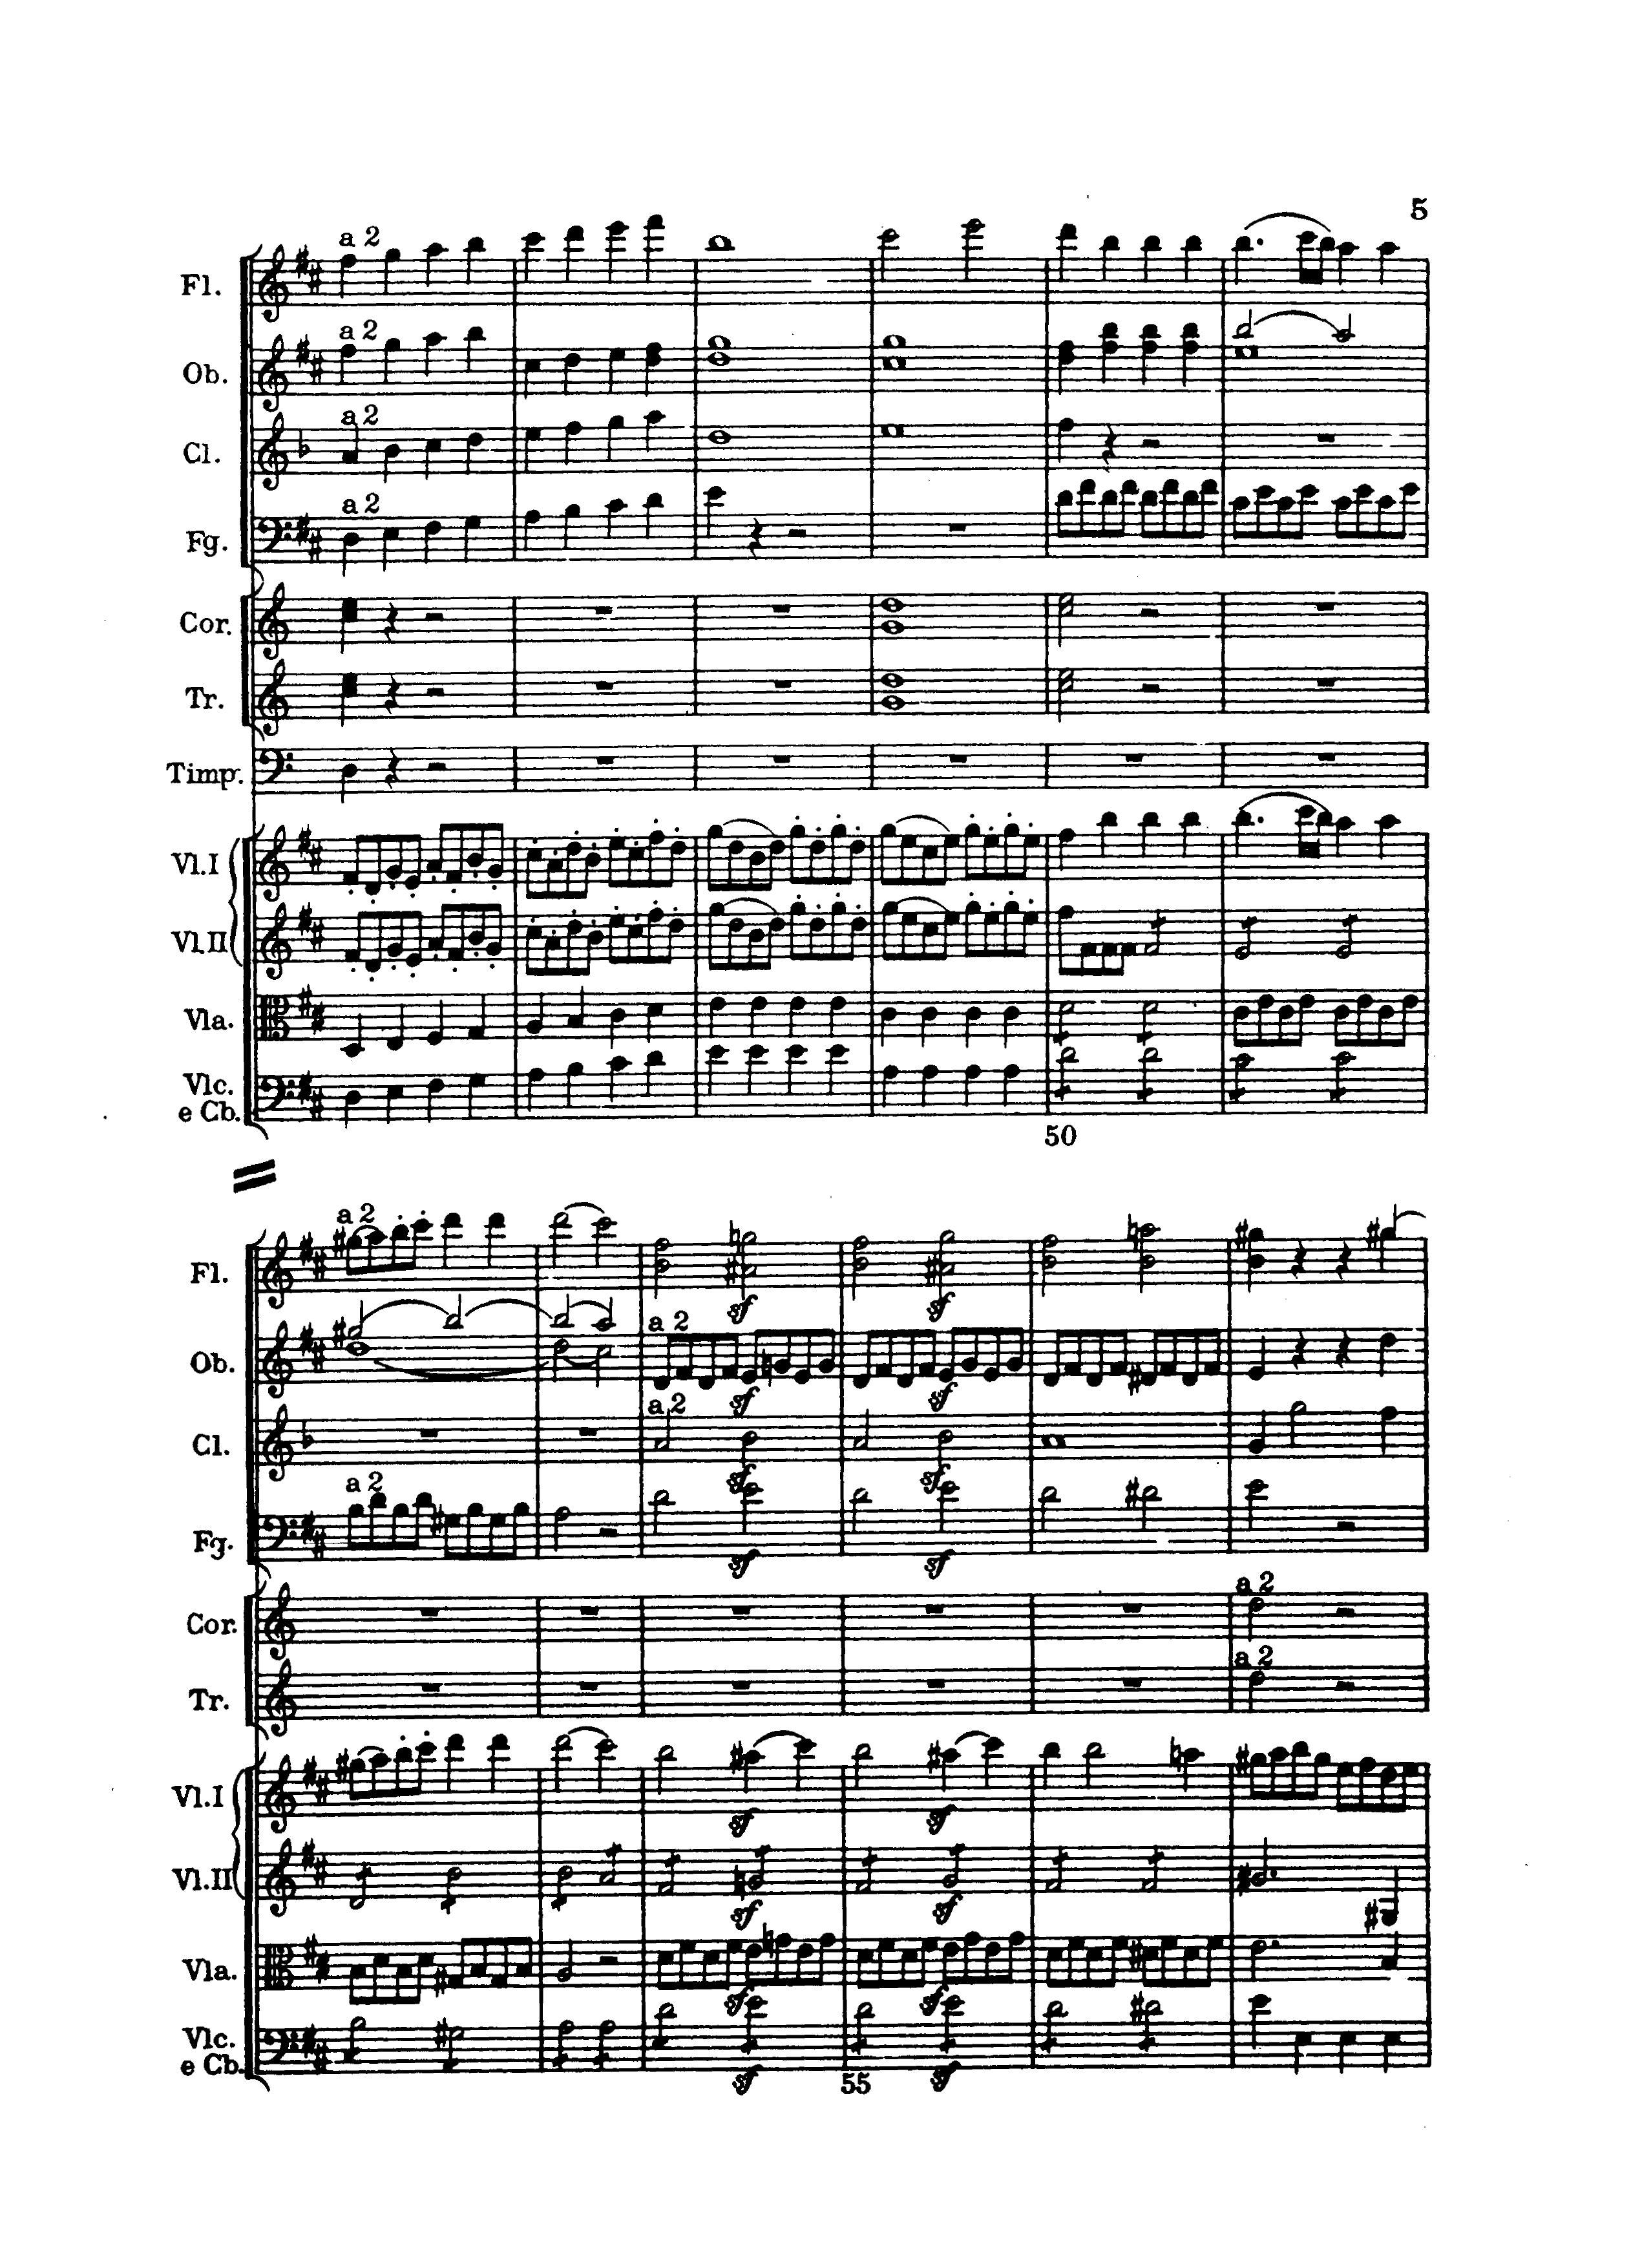 5
a 2
Fl.
a 2
Ob.
a 2
Cl.
a 2
Fg.
Cor.
Tr.
Timp.
Vl.I
Vl.II
Vla.
Vlc.
e Cb.
50
a 2
Fl.
sf sf
a 2
Ob.
sf sf
a 2
Cl.
sf sf
a 2
Fg.
sf sf
a 2
Cor.
a 2
Tr.
Vl.I
sf sf
Vl.II
sf sf
Vla.
sf sf
Vlc.
e Cb.
sf sf
55